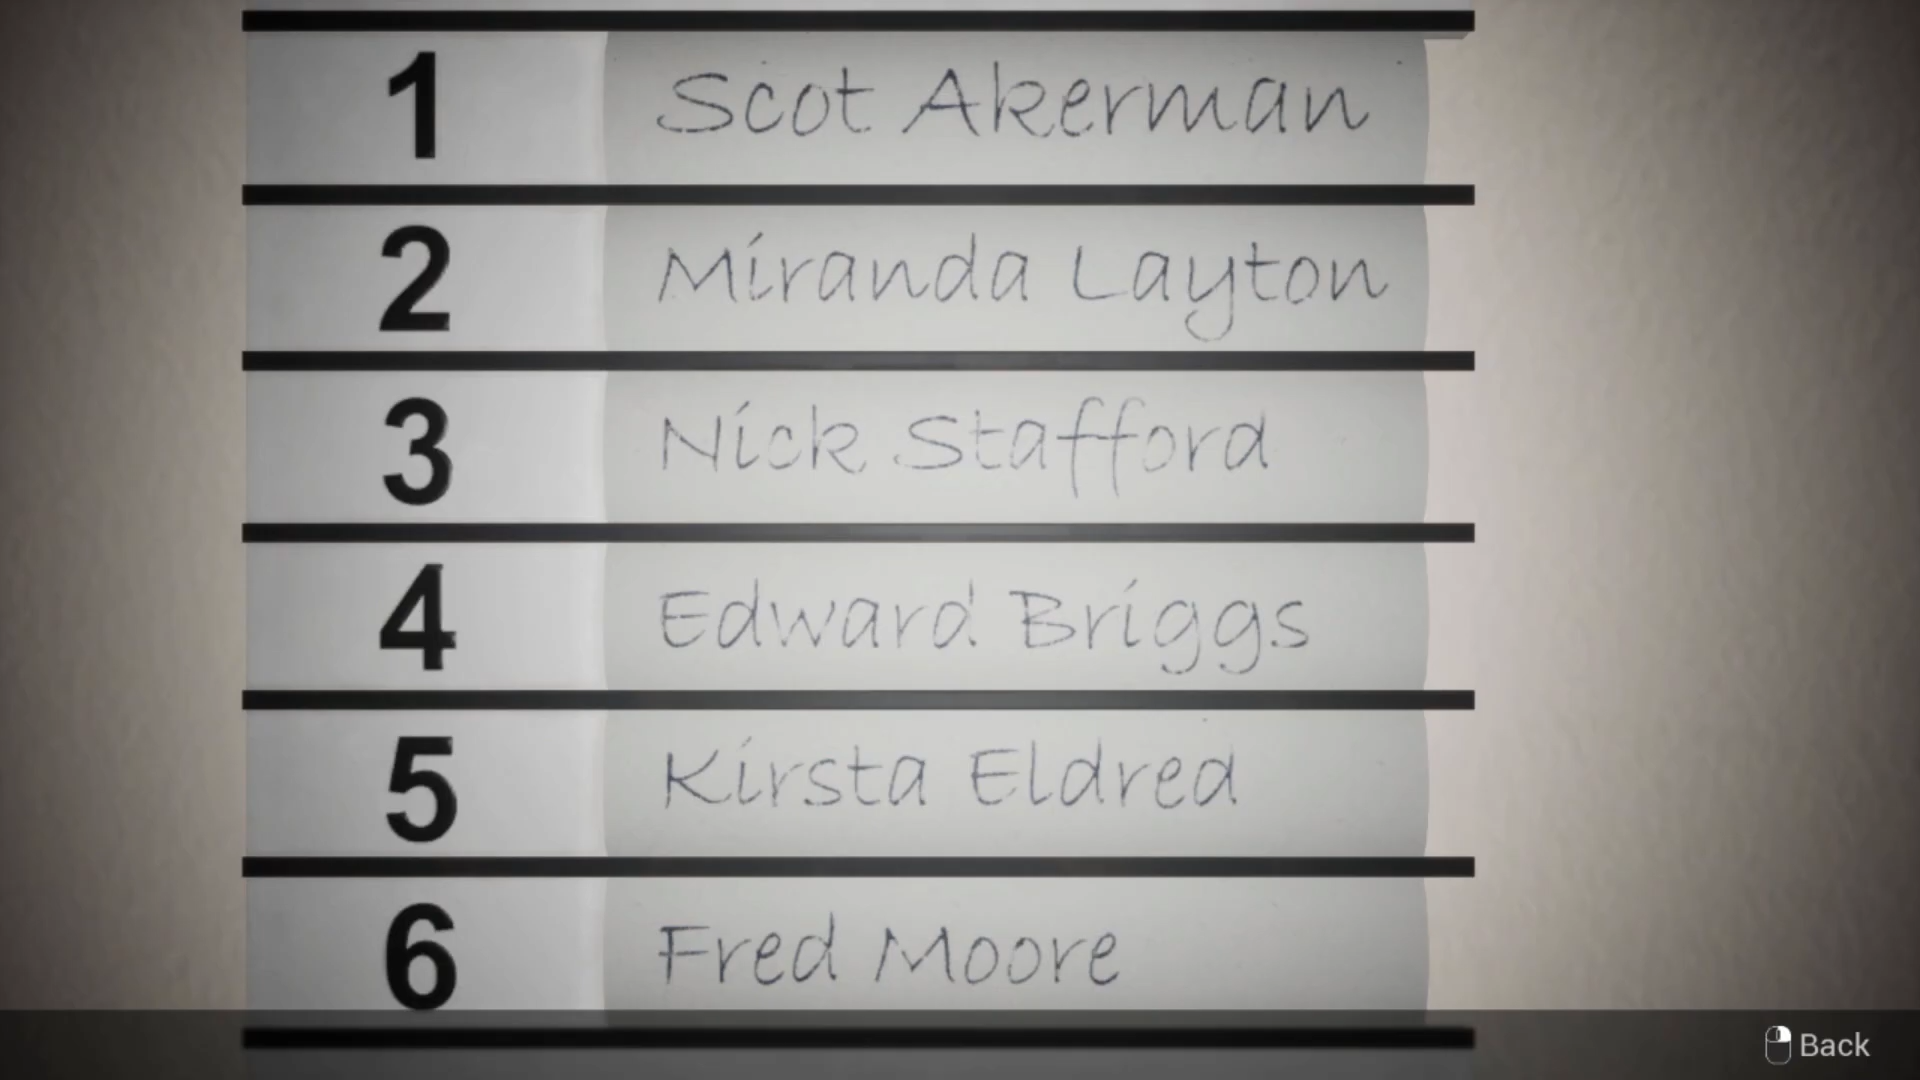 1 Scot Akerman
2 Miranda Layton
3 Nick Stafford
4 Edward Briggs
5 Kirsta Eldred
6 Fred Moore
Back